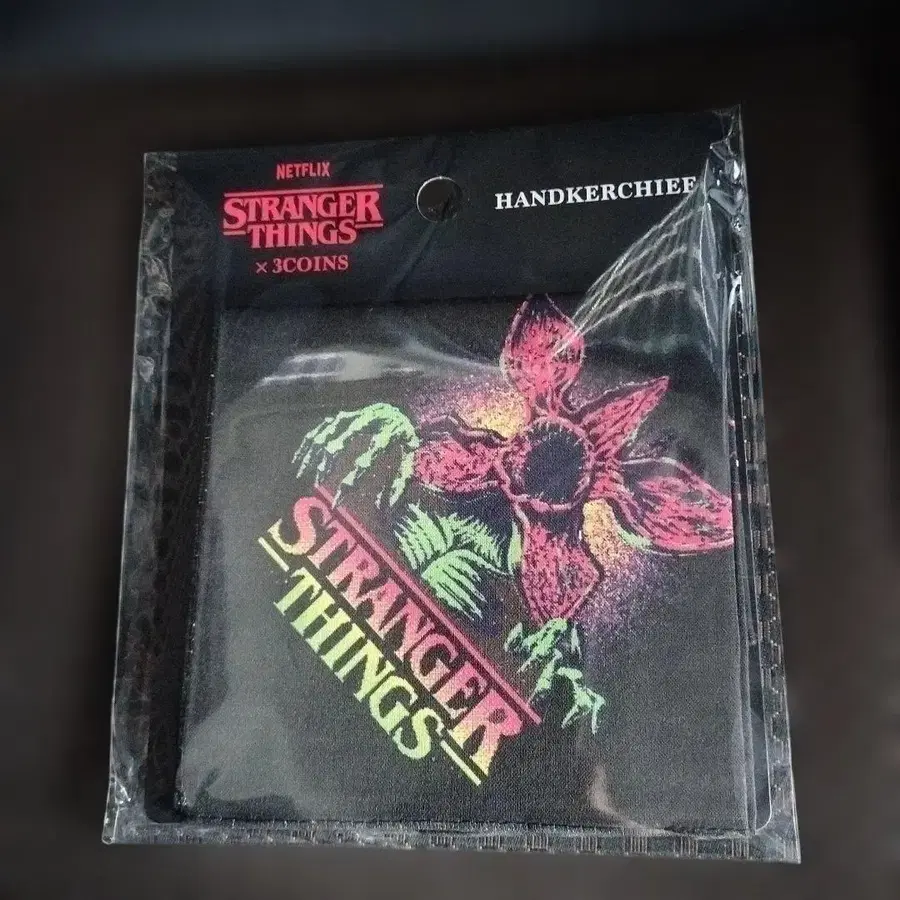 NETFLIX
STRANGER
THINGS
× 3COINS
HANDKERCHIEF
STRANGER
THINGS